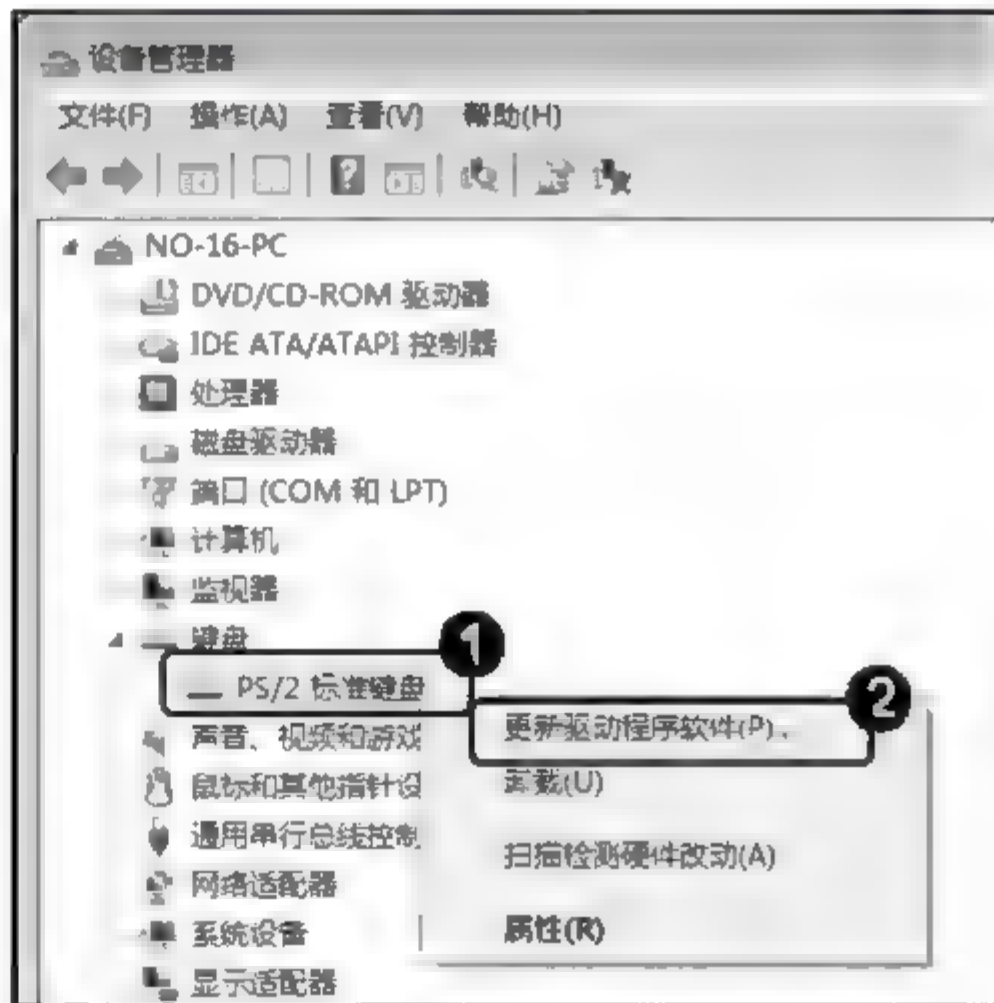 设备管理器
文件(F) 操作(A) 查看(V) 帮助(H)
NO-16-PC
DVD/CD-ROM 驱动器
IDE ATA/ATAPI 控制器
处理器
磁盘驱动器
端口 (COM 和 LPT)
计算机
监视器
键盘
1
PS/2 标准键盘
2
更新驱动程序软件(P)..
声音、视频和游戏
卸载(U)
鼠标和其他指针设
通用串行总线控制
扫描检测硬件改动(A)
网络适配器
系统设备
属性(R)
显示适配器